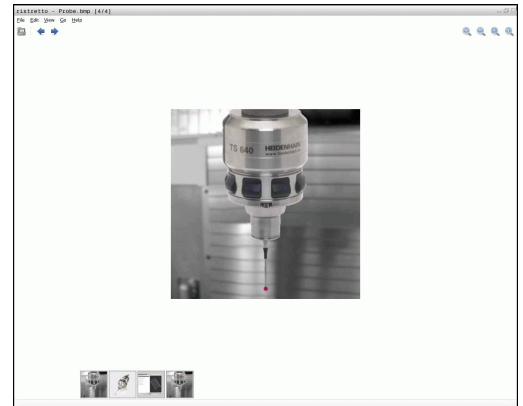 ristretto - Probe.bmp [4/4]
File Edit View Go Help
TS 640 HEIDENHAIN
www.heidenhain.de